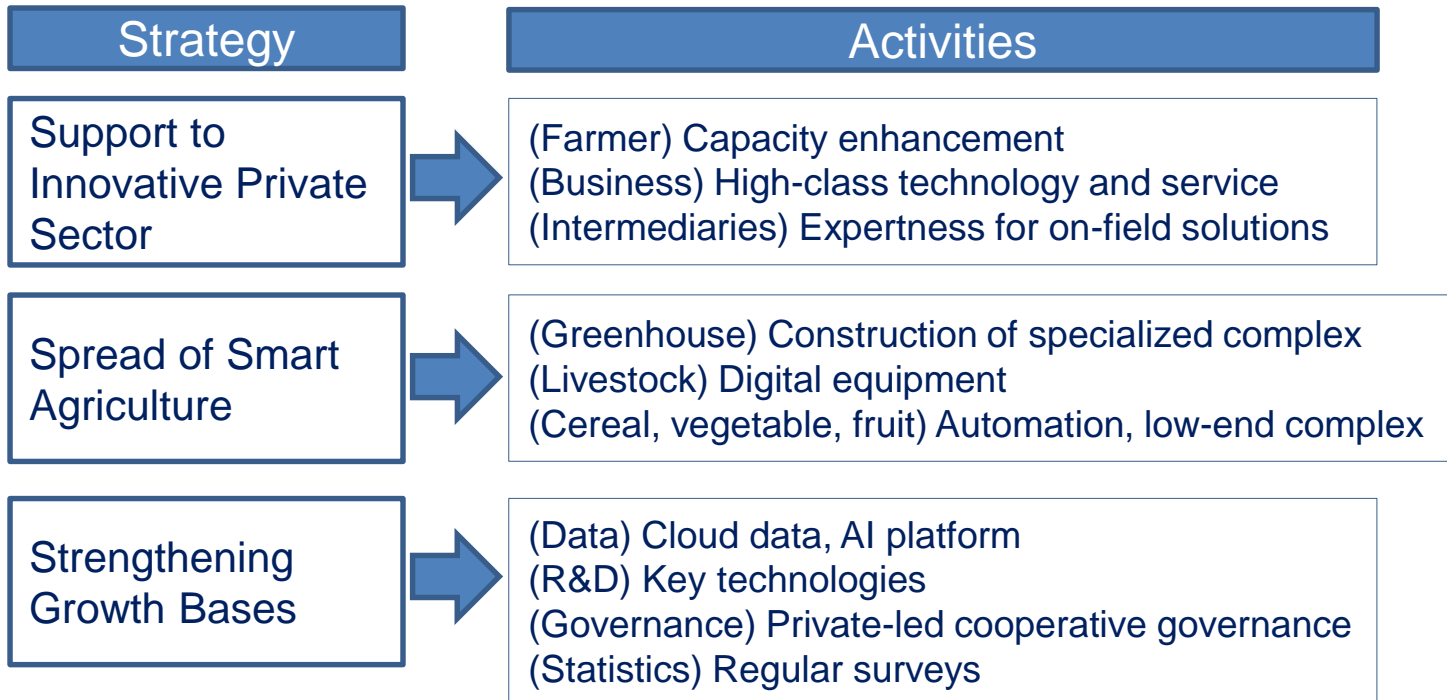 Strategy
Activities
Support to
Innovative Private
Sector
(Farmer) Capacity enhancement
(Business) High-class technology and service
(Intermediaries) Expertness for on-field solutions
Spread of Smart
Agriculture
(Greenhouse) Construction of specialized complex
(Livestock) Digital equipment
(Cereal, vegetable, fruit) Automation, low-end complex
Strengthening
Growth Bases
(Data) Cloud data, AI platform
(R&D) Key technologies
(Governance) Private-led cooperative governance
(Statistics) Regular surveys